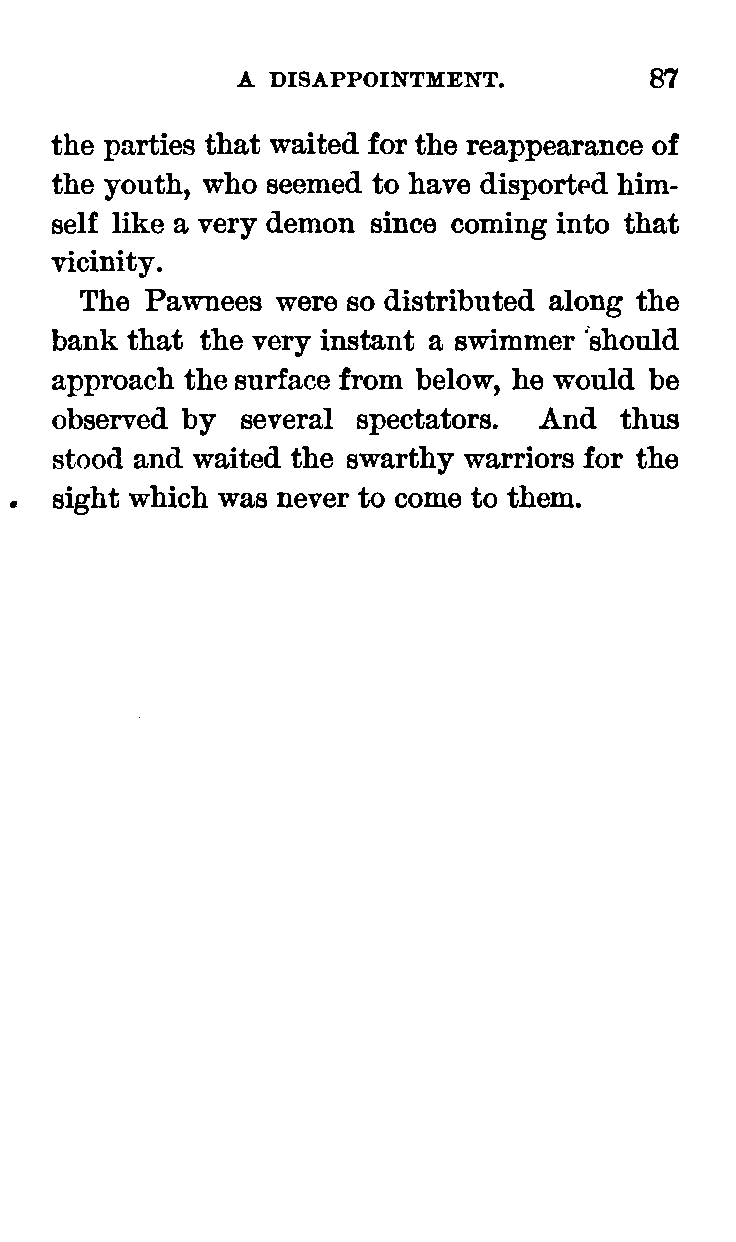 A DISAPPOINTMENT. 87
the parties that waited for the reappearance of
the youth, who seemed to have disported him-
self like a very demon since coming into that
vicinity.
The Pawnees were so distributed along the
bank that the very instant a swimmer should
approach the surface from below, he would be
observed by several spectators. And thus
stood and waited the swarthy warriors for the
sight which was never to come to them.